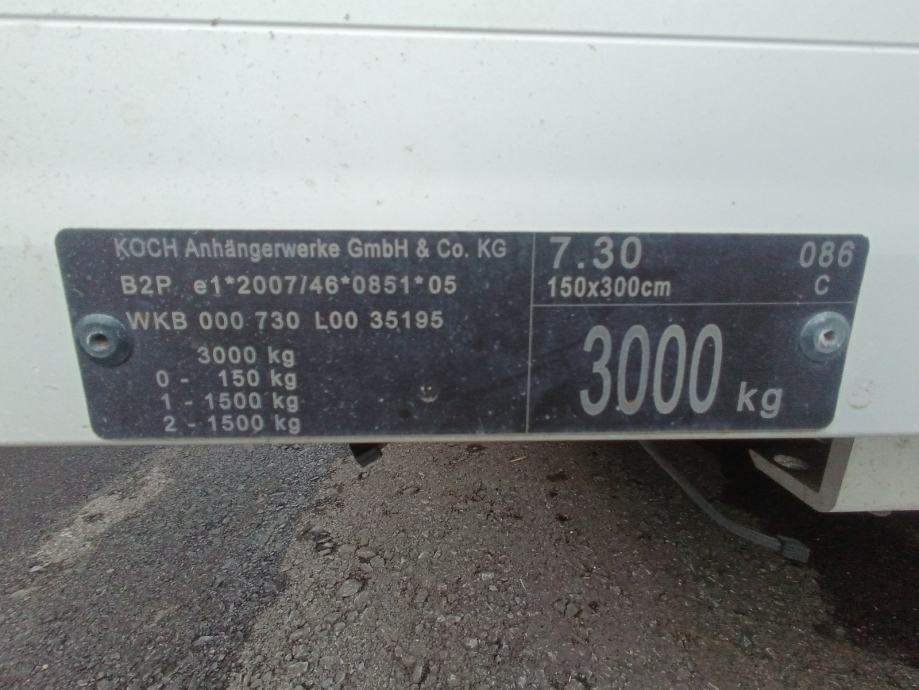 KOCH Anhängerwerke GmbH & Co. KG
B2P e1*2007/46*0851*05
WKB 000 730 L00 35195
3000 kg
0 - 150 kg
1 - 1500 kg
2 - 1500 kg
7.30 086
150x300cm C
3000 kg